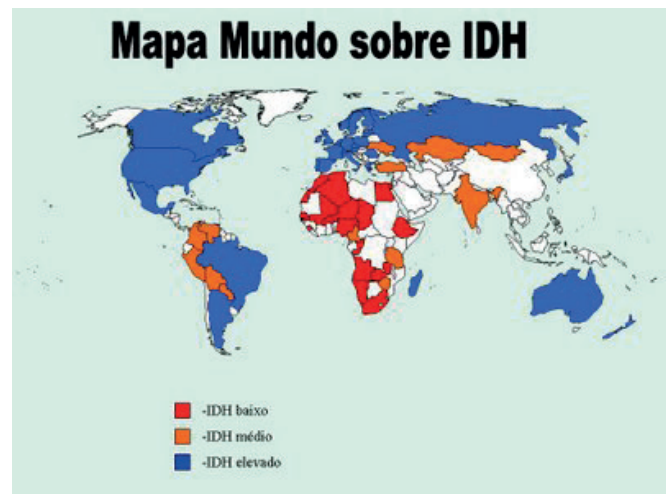 Mapa Mundo sobre IDH
-IDH baixo
-IDH médio
-IDH elevado